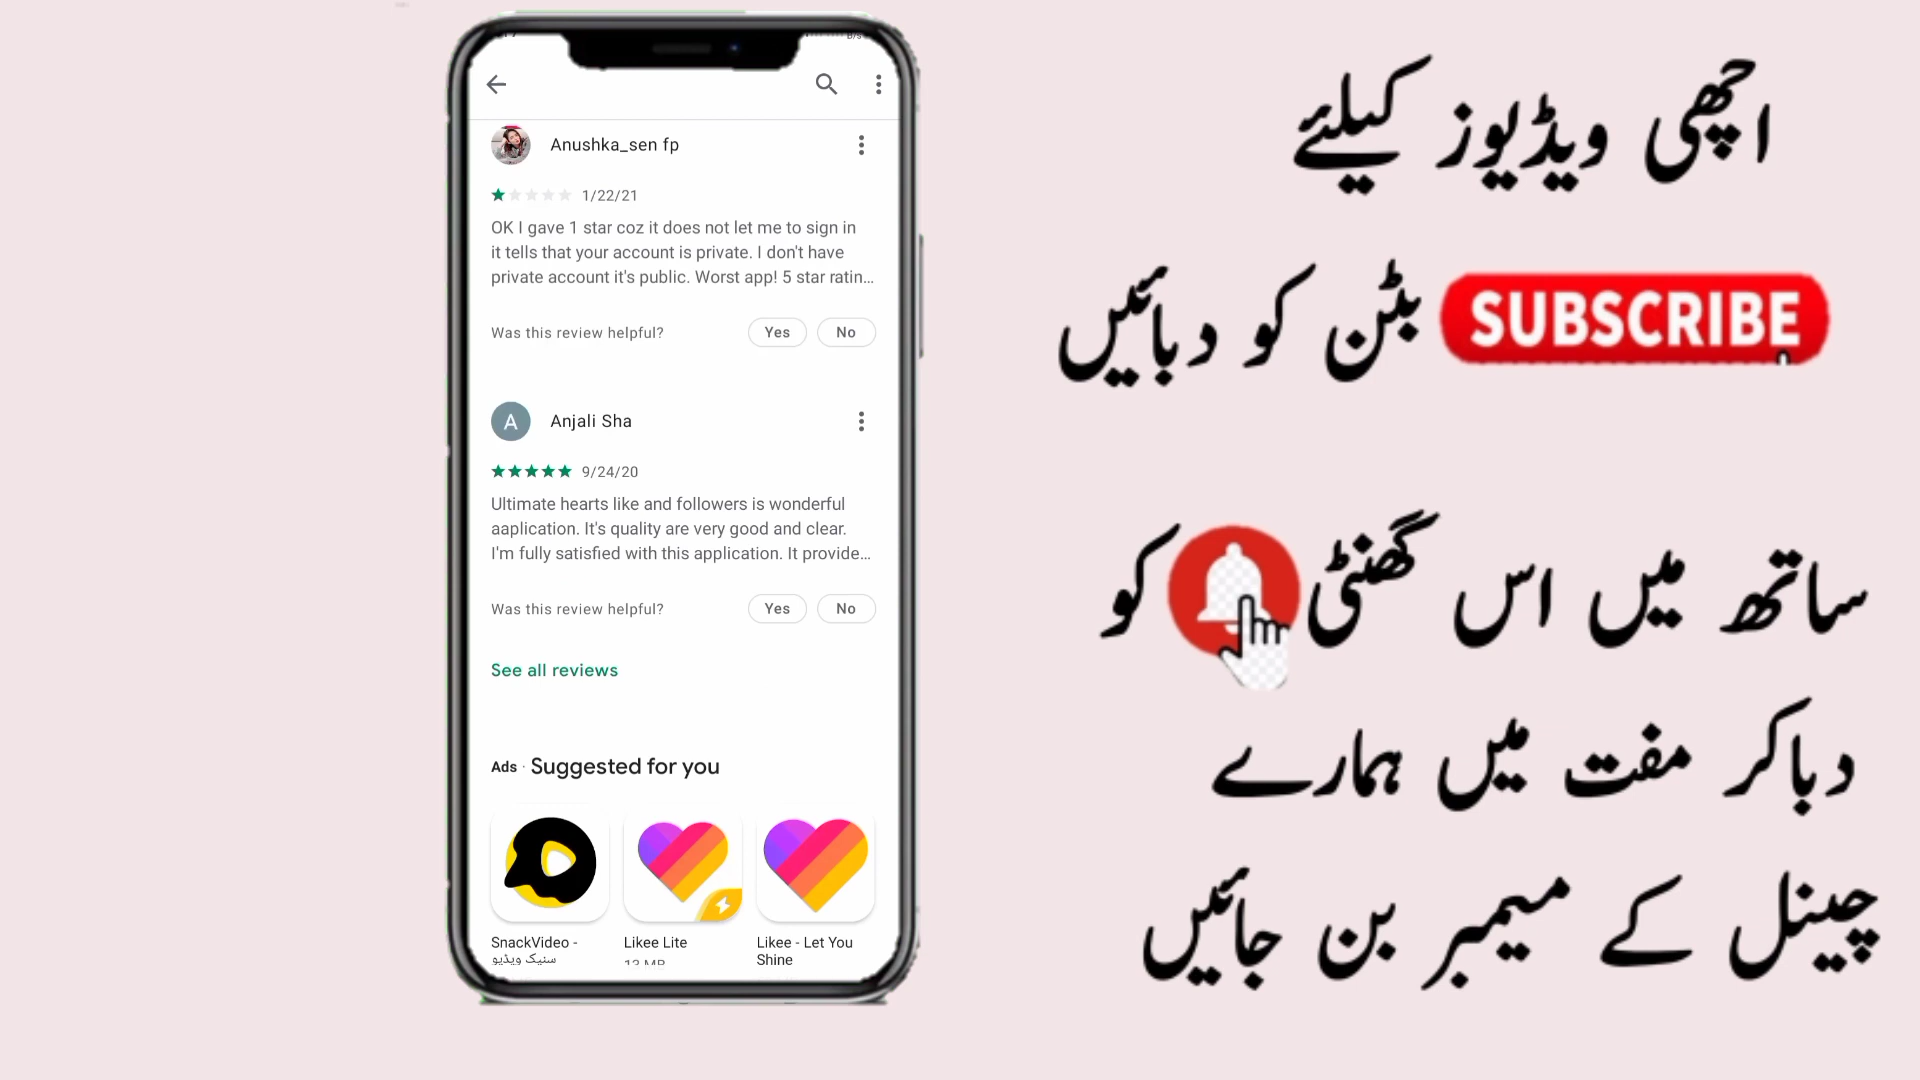 Anushka_sen fp
1/22/21
OK I gave 1 star coz it does not let me to sign in
it tells that your account is private. I don't have
private account it's public. Worst app! 5 star ratin...
Was this review helpful?
Yes
No
A
Anjali Sha
9/24/20
Ultimate hearts like and followers is wonderful
aaplication. It's quality are very good and clear.
I'm fully satisfied with this application. It provide...
Was this review helpful?
Yes
No
See all reviews
Ads · Suggested for you
SnackVideo -
سنیک ویڈیو
Likee Lite
13 MB
Likee - Let You
Shine
اچھی ویڈیوز کیلئے
SUBSCRIBE بٹن کو دبائیں
ساتھ میں اس گھنٹی کو
دباکر مفت میں ہمارے
چینل کے میمبر بن جائیں